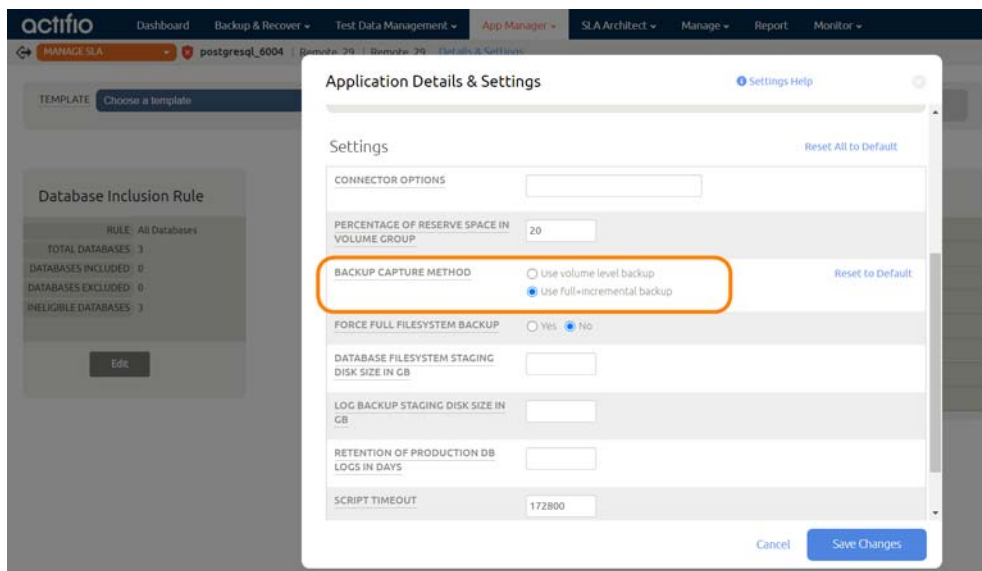 actifio
Dashboard Backup & Recover Test Data Management App Manager SLA Architect Manage Report Monitor
MANAGE SLA postgresql_6004 | Remote_29 | Remote_29 Details & Settings
TEMPLATE Choose a template
Database Inclusion Rule
RULE All Databases
TOTAL DATABASES 3
DATABASES INCLUDED 0
DATABASES EXCLUDED 0
INELIGIBLE DATABASES 3
Edit
Application Details & Settings
Settings Help
Settings
Reset All to Default
CONNECTOR OPTIONS
PERCENTAGE OF RESERVE SPACE IN
VOLUME GROUP
20
BACKUP CAPTURE METHOD
Use volume level backup
Use full+incremental backup
Reset to Default
FORCE FULL FILESYSTEM BACKUP
Yes No
DATABASE FILESYSTEM STAGING
DISK SIZE IN GB
LOG BACKUP STAGING DISK SIZE IN
GB
RETENTION OF PRODUCTION DB
LOGS IN DAYS
SCRIPT TIMEOUT
172800
Cancel
Save Changes